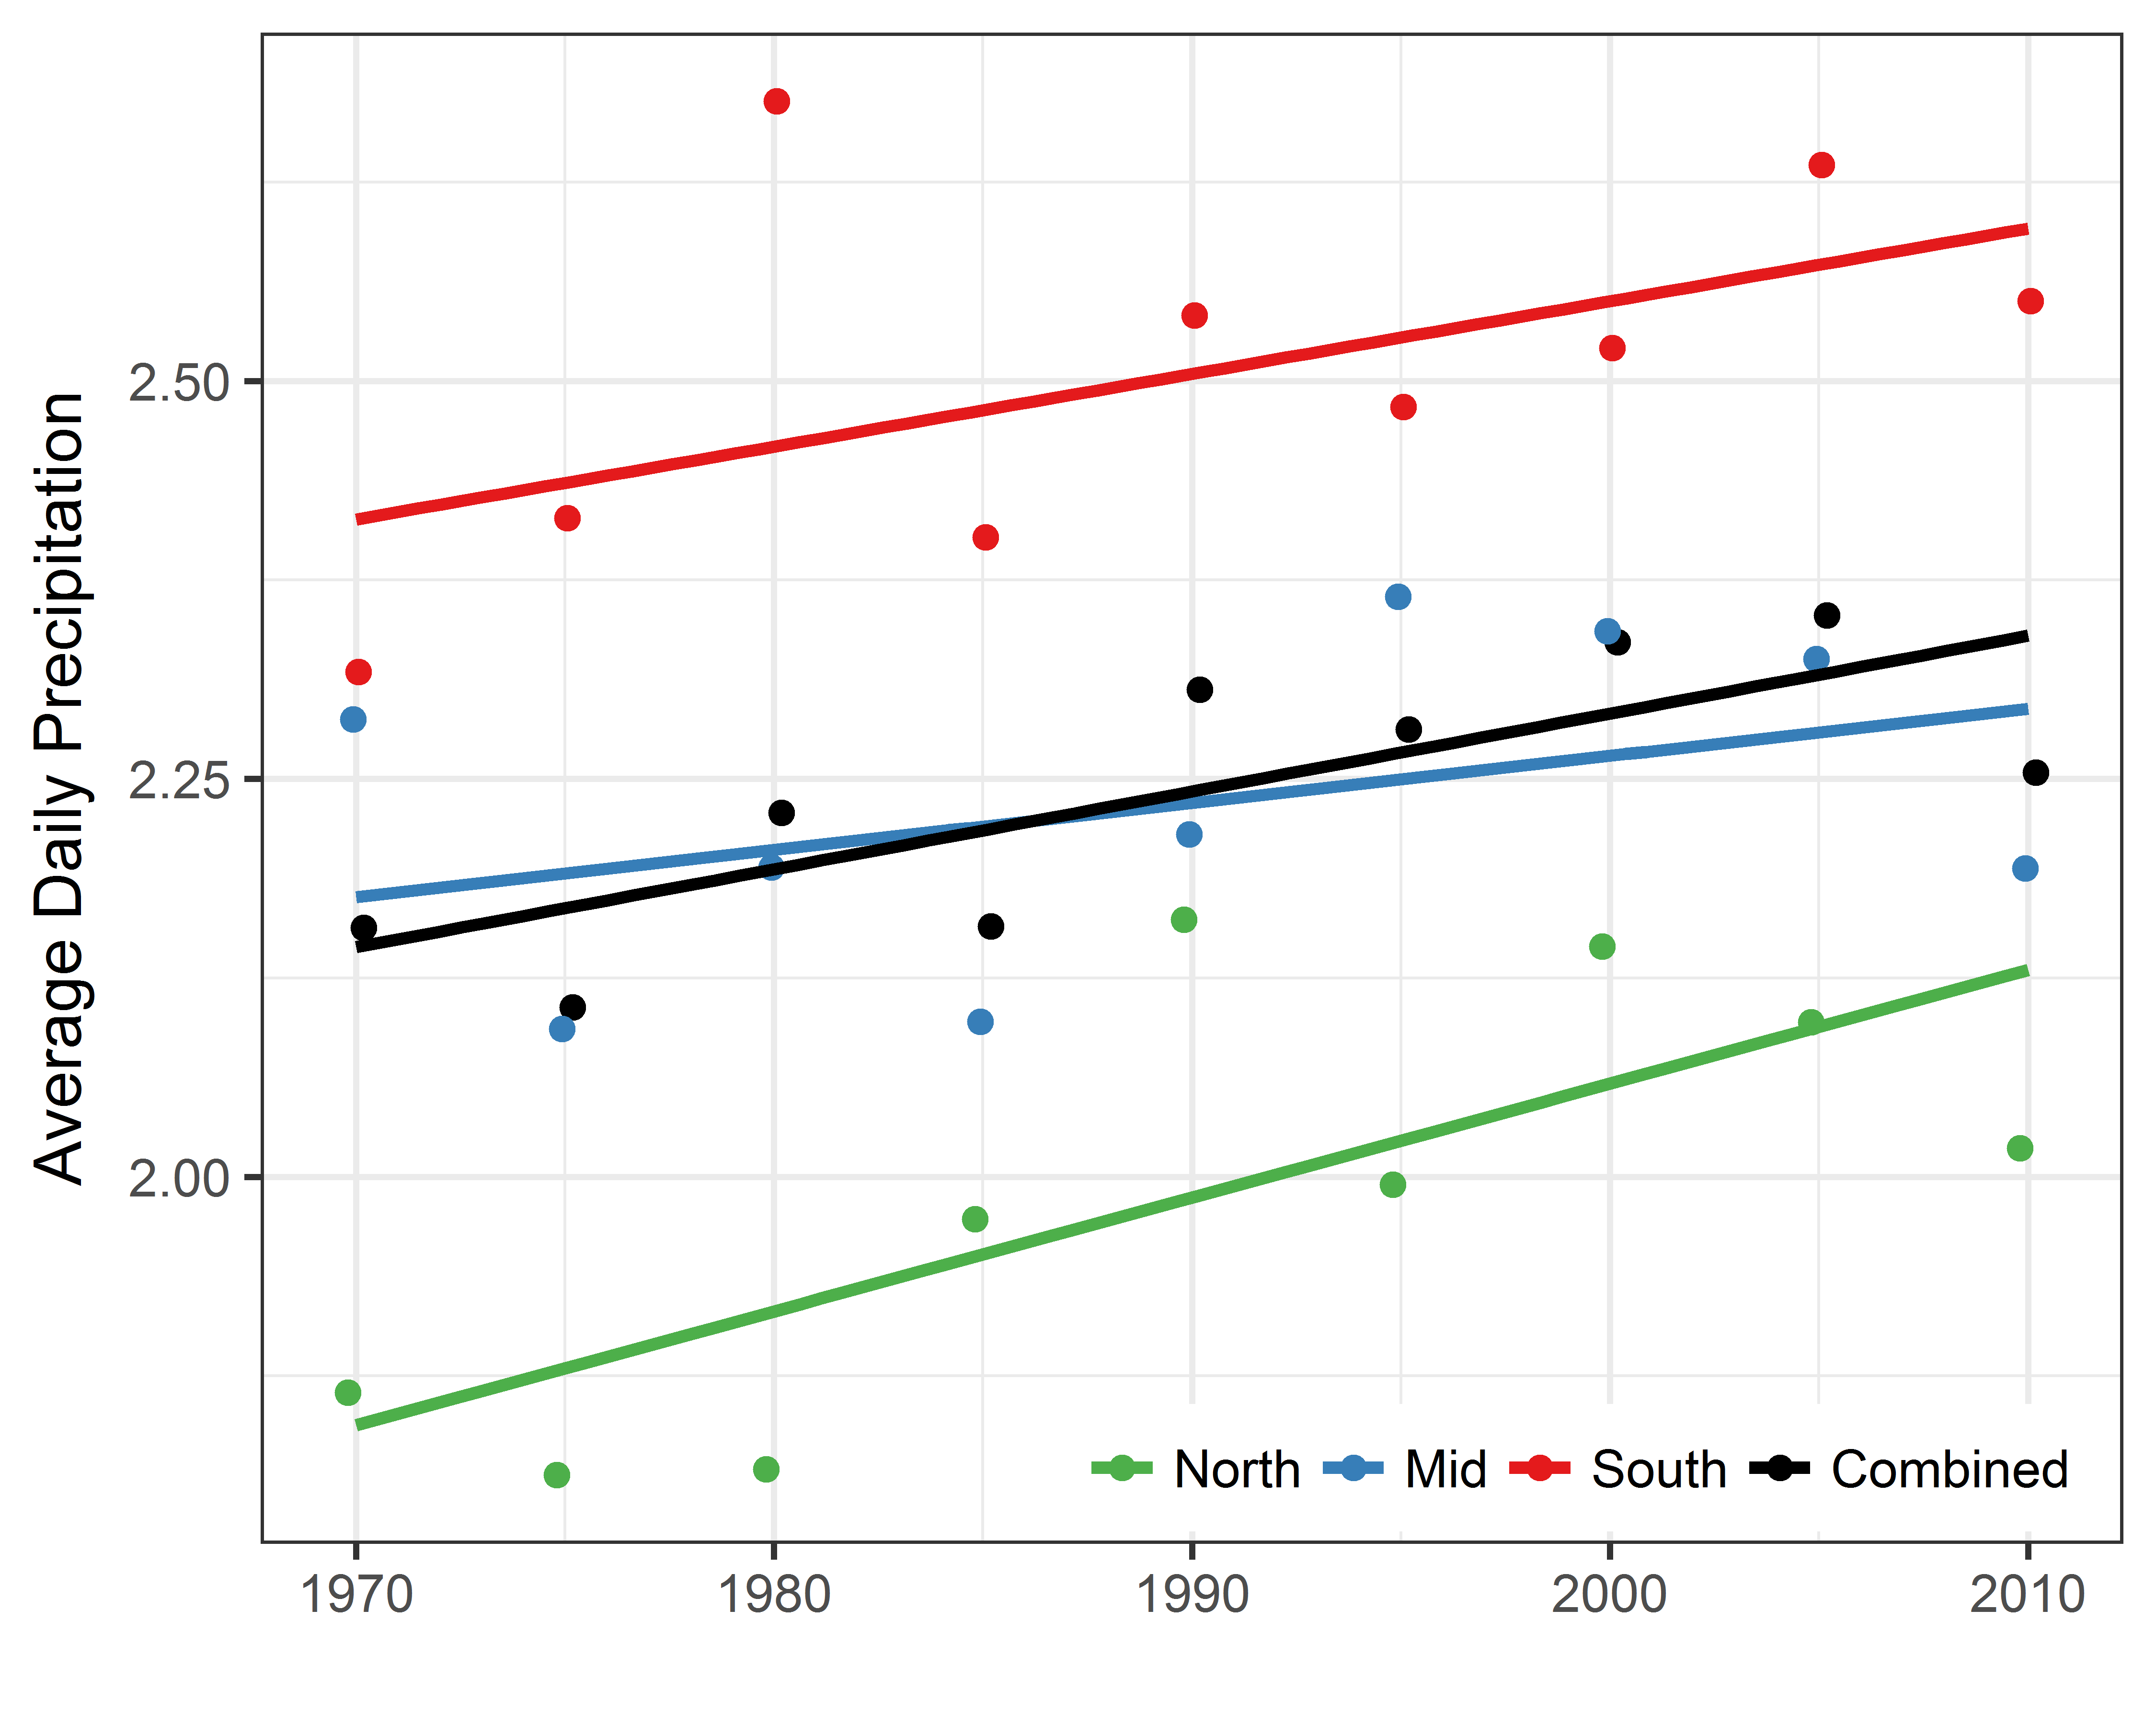 Average Daily Precipitation
2.50
2.25
2.00
North Mid South Combined
1970 1980 1990 2000 2010